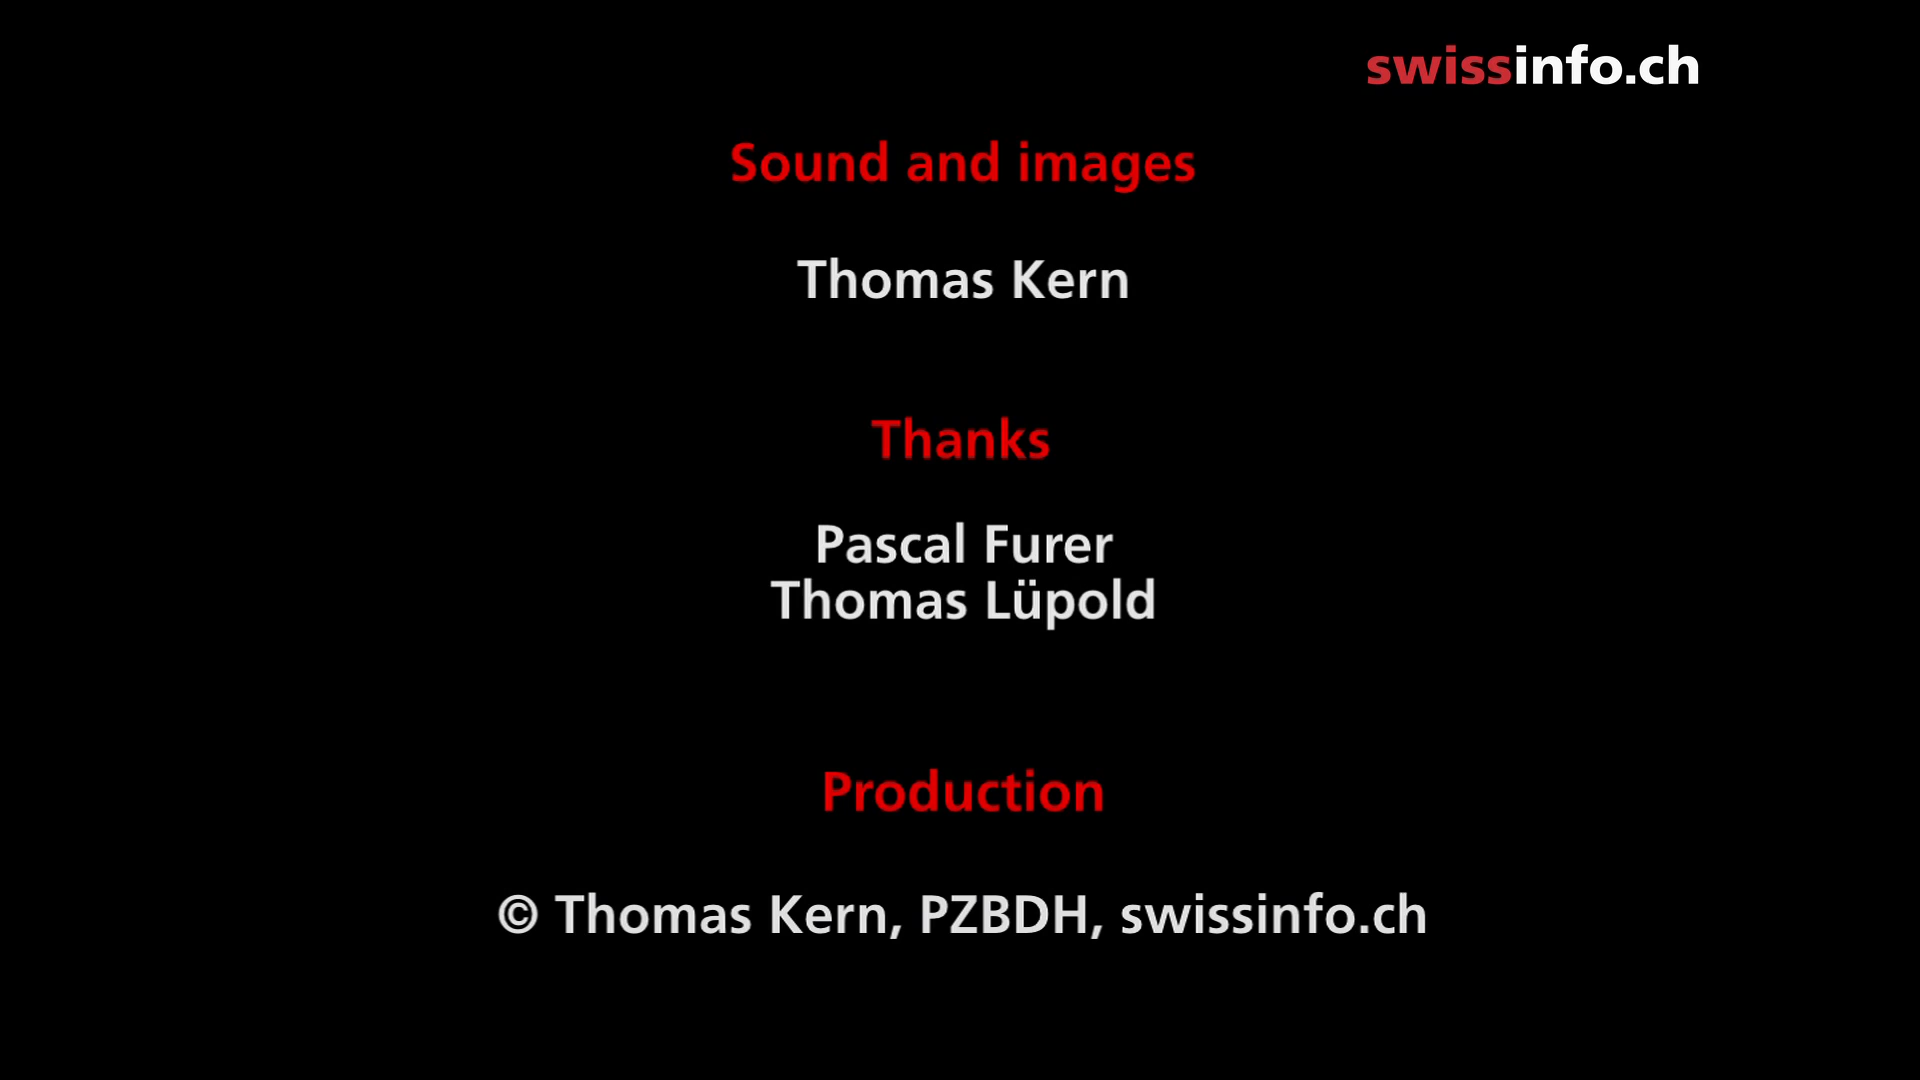 swissinfo.ch
Sound and images
Thomas Kern
Thanks
Pascal Furer
Thomas Lüpold
Production
© Thomas Kern, PZBDH, swissinfo.ch